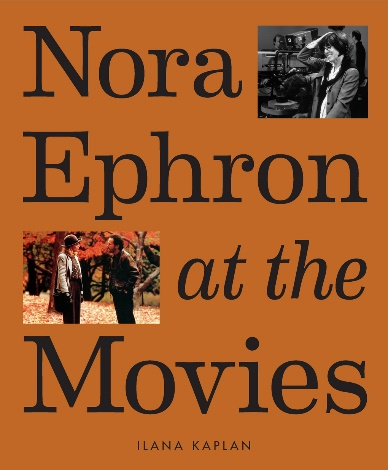 Nora
Ephron
at the
Movies
ILANA KAPLAN